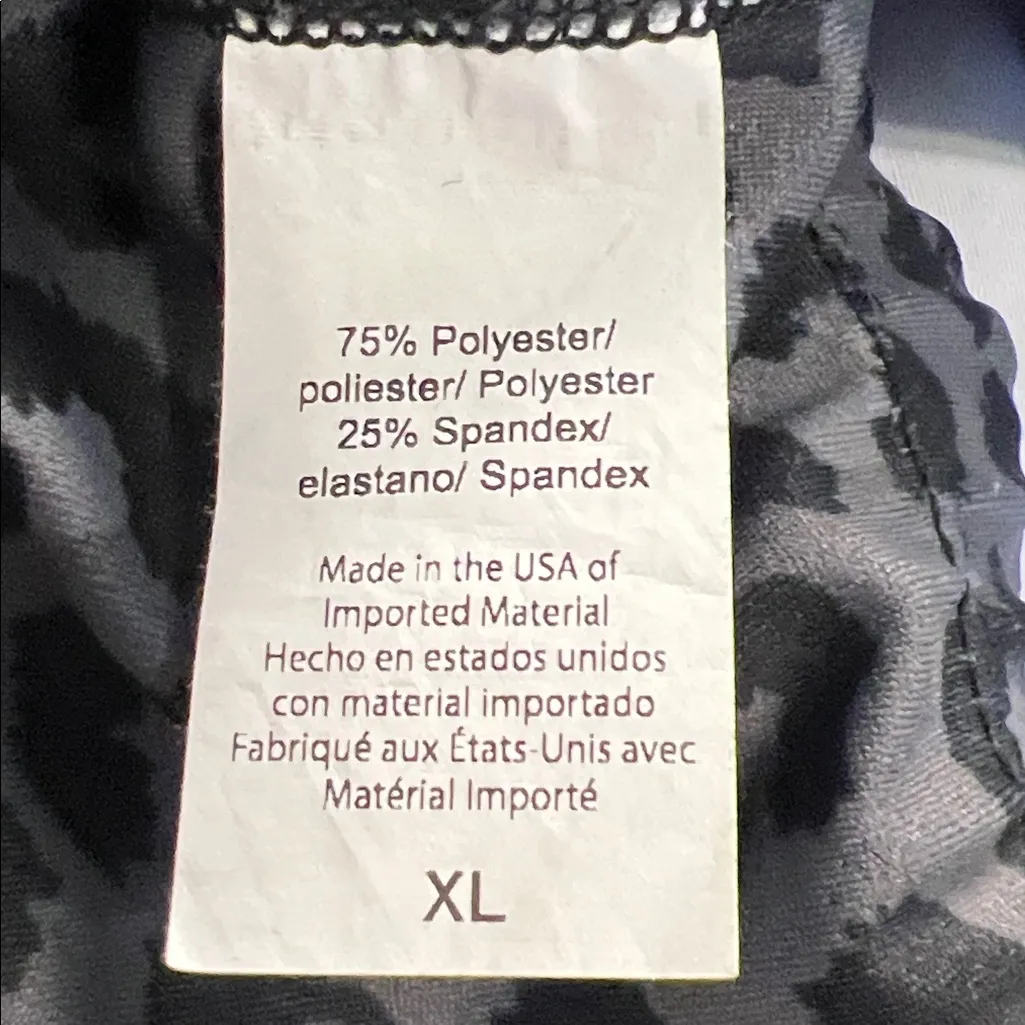 75% Polyester/
poliester/ Polyester
25% Spandex/
elastano/ Spandex
Made in the USA of
Imported Material
Hecho en estados unidos
con material importado
Fabriqué aux États-Unis avec
Matérial Importé
XL